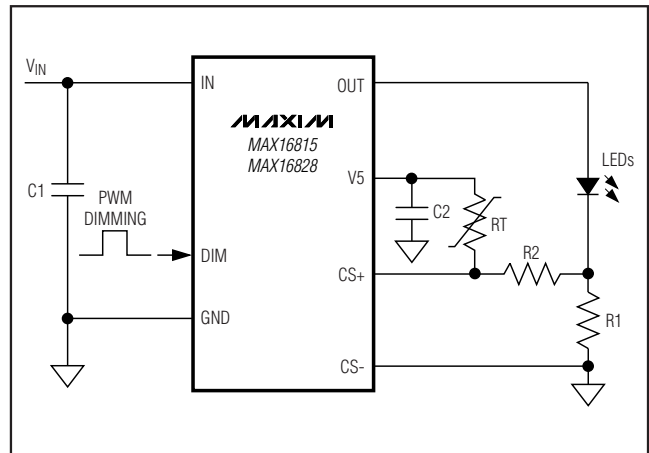 VIN
IN
OUT
MAXIM
MAX16815
MAX16828
LEDs
V5
C1
PWM
DIMMING
C2
RT
DIM
R2
CS+
GND
R1
CS-